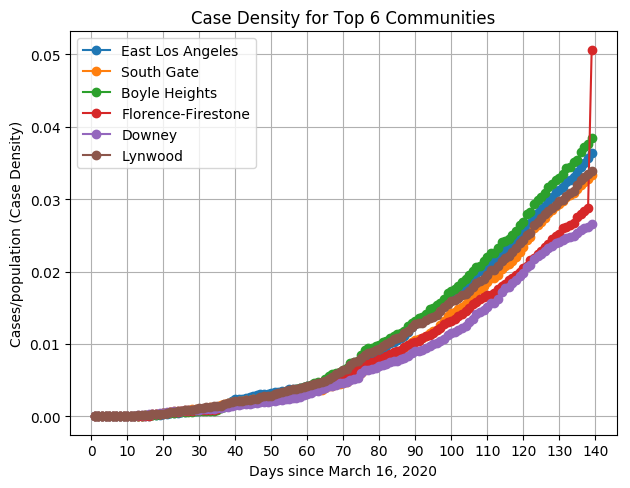 Case Density for Top 6 Communities
East Los Angeles
South Gate
Boyle Heights
Florence-Firestone
Downey
Lynwood
Cases/population (Case Density)
0.05
0.04
0.03
0.02
0.01
0.00
0 10 20 30 40 50 60 70 80 90 100 110 120 130 140
Days since March 16, 2020